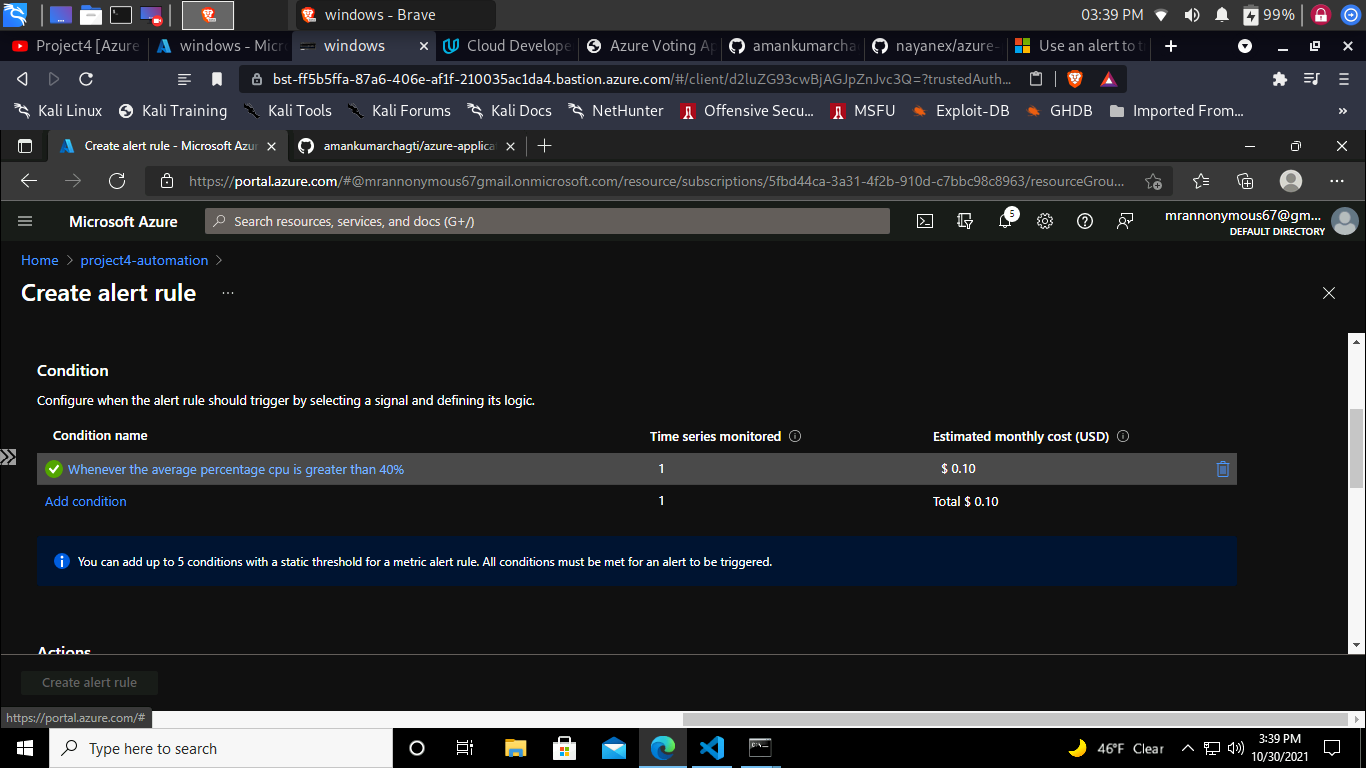 windows - Brave
03:39 PM
99%
Project4 [Azure
windows - Micr
windows
Cloud Develope
Azure Voting Ap
amankumarcha
nayanex/azure-
Use an alert to t
bst-ff5b5ffa-87a6-406e-af1f-210035ac1da4.bastion.azure.com/#/client/d2luZG93cwBjAGJpZnJvc3Q=?trustedAuth...
Kali Linux
Kali Training
Kali Tools
Kali Forums
Kali Docs
NetHunter
Offensive Secu...
MSFU
Exploit-DB
GHDB
Imported From...
»
Create alert rule - Microsoft Azur
amankumarchagti/azure-applica
https://portal.azure.com/#@mrannonymous67gmail.onmicrosoft.com/resource/subscriptions/5fbd44ca-3a31-4f2b-910d-c7bbc98c8963/resourceGrou...
Microsoft Azure
Search resources, services, and docs (G+/)
5
mrannonymous67@gm...
DEFAULT DIRECTORY
Home > project4-automation >
Create alert rule ...
Condition
Configure when the alert rule should trigger by selecting a signal and defining its logic.
Condition name Time series monitored Estimated monthly cost (USD)
Whenever the average percentage cpu is greater than 40% 1 $ 0.10
Add condition 1 Total $ 0.10
You can add up to 5 conditions with a static threshold for a metric alert rule. All conditions must be met for an alert to be triggered.
Actions
Create alert rule
https://portal.azure.com/#
Type here to search
46°F Clear
3:39 PM
10/30/2021